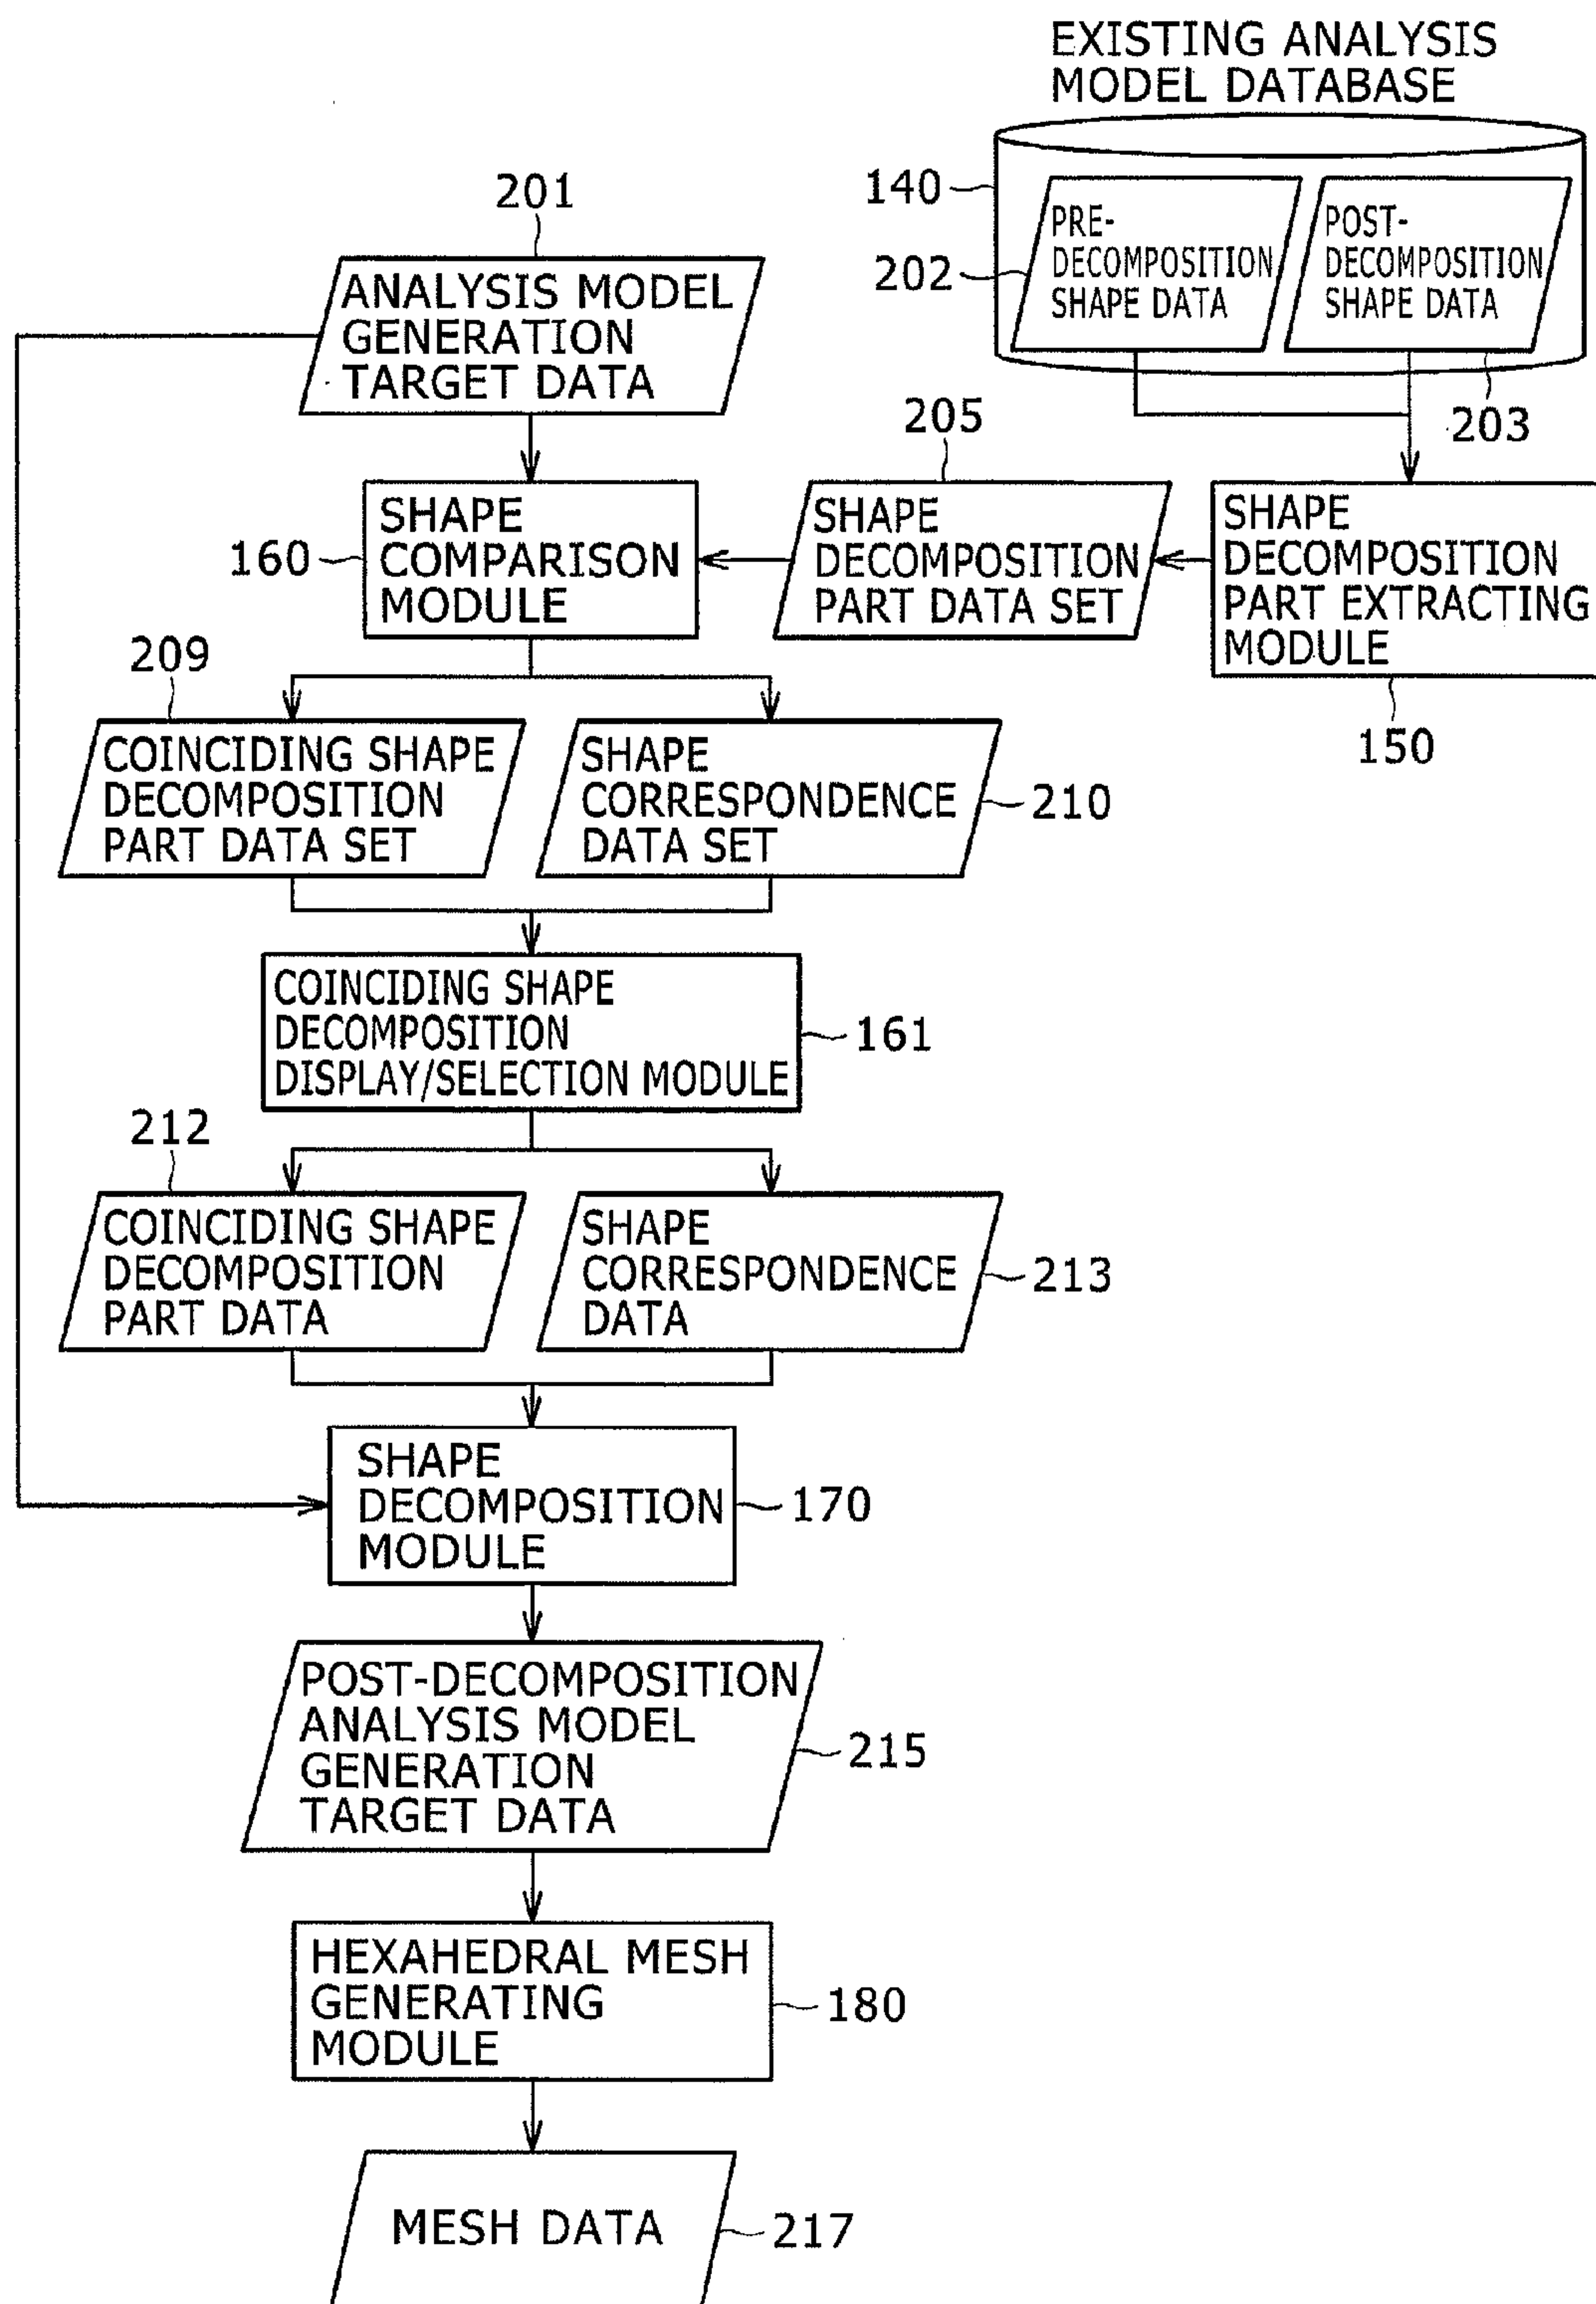 EXISTING ANALYSIS
MODEL DATABASE
140
PRE-
DECOMPOSITION
SHAPE DATA
202
POST-
DECOMPOSITION
SHAPE DATA
203
201
ANALYSIS MODEL
GENERATION
TARGET DATA
205
SHAPE
COMPARISON
MODULE
160
SHAPE
DECOMPOSITION
PART DATA SET
SHAPE
DECOMPOSITION
PART EXTRACTING
MODULE
150
209
COINCIDING SHAPE
DECOMPOSITION
PART DATA SET
SHAPE
CORRESPONDENCE
DATA SET
210
COINCIDING SHAPE
DECOMPOSITION
DISPLAY/SELECTION MODULE
161
212
COINCIDING SHAPE
DECOMPOSITION
PART DATA
SHAPE
CORRESPONDENCE
DATA
213
SHAPE
DECOMPOSITION
MODULE
170
POST-DECOMPOSITION
ANALYSIS MODEL
GENERATION
TARGET DATA
215
HEXAHEDRAL MESH
GENERATING
MODULE
180
MESH DATA
217